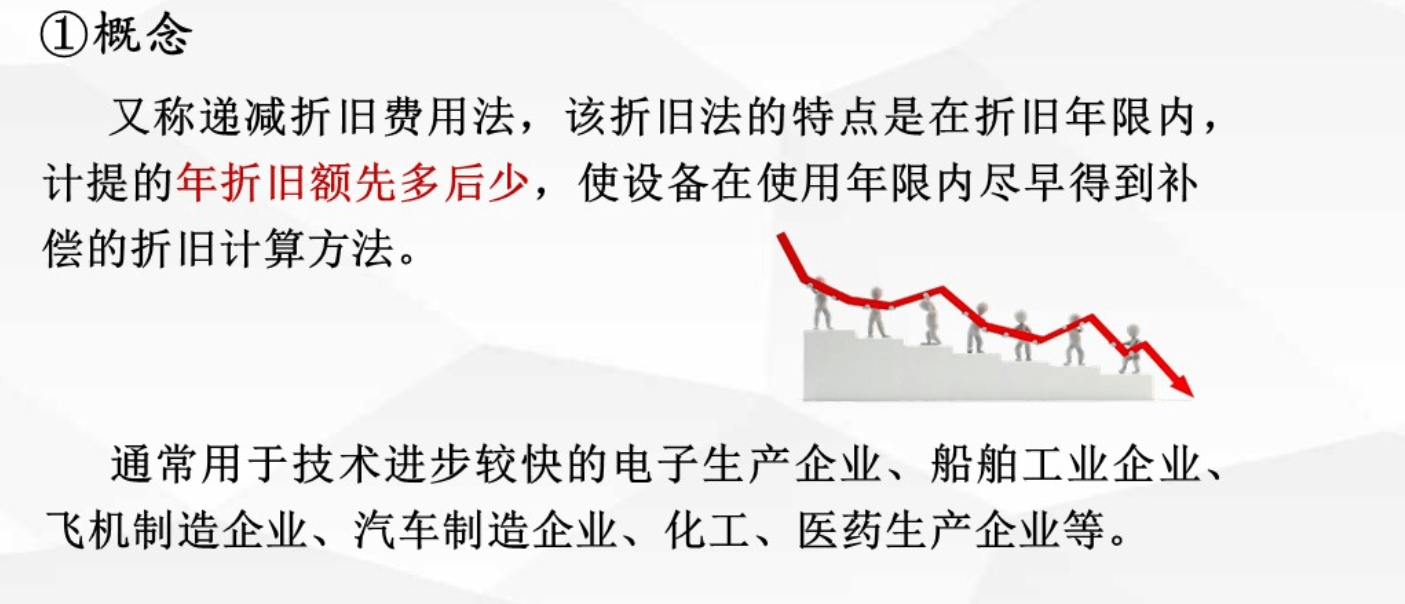 ①概念
又称递减折旧费用法，该折旧法的特点是在折旧年限内，
计提的年折旧额先多后少，使设备在使用年限内尽早得到补
偿的折旧计算方法。
通常用于技术进步较快的电子生产企业、船舶工业企业、
飞机制造企业、汽车制造企业、化工、医药生产企业等。